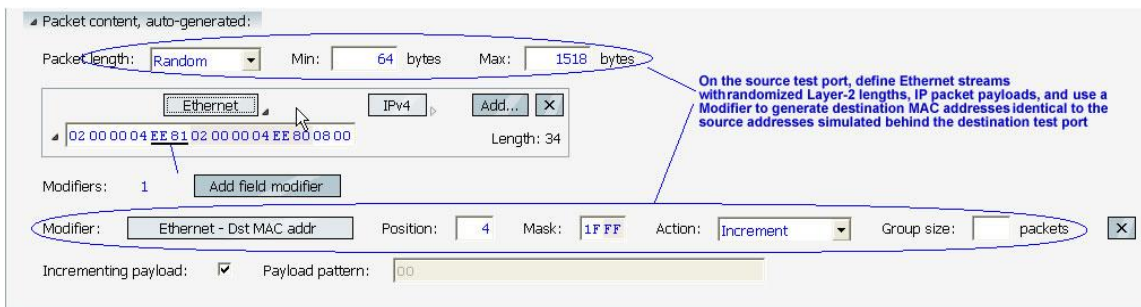 Packet content, auto-generated:
Packet length: Random Min: 64 bytes Max: 1518 bytes
On the source test port, define Ethernet streams
withrandomized Layer-2 lengths, IP packet payloads, and use a
Modifier to generate destination MAC addresses identical to the
source addresses simulated behind the destination test port
Ethernet IPv4 Add... X
02 00 00 04 EE 81 02 00 00 04 EE 80 08 00 Length: 34
Modifiers: 1 Add field modifier
Modifier: Ethernet - Dst MAC addr Position: 4 Mask: 1F FF Action: Increment Group size: packets X
Incrementing payload: Payload pattern: 00